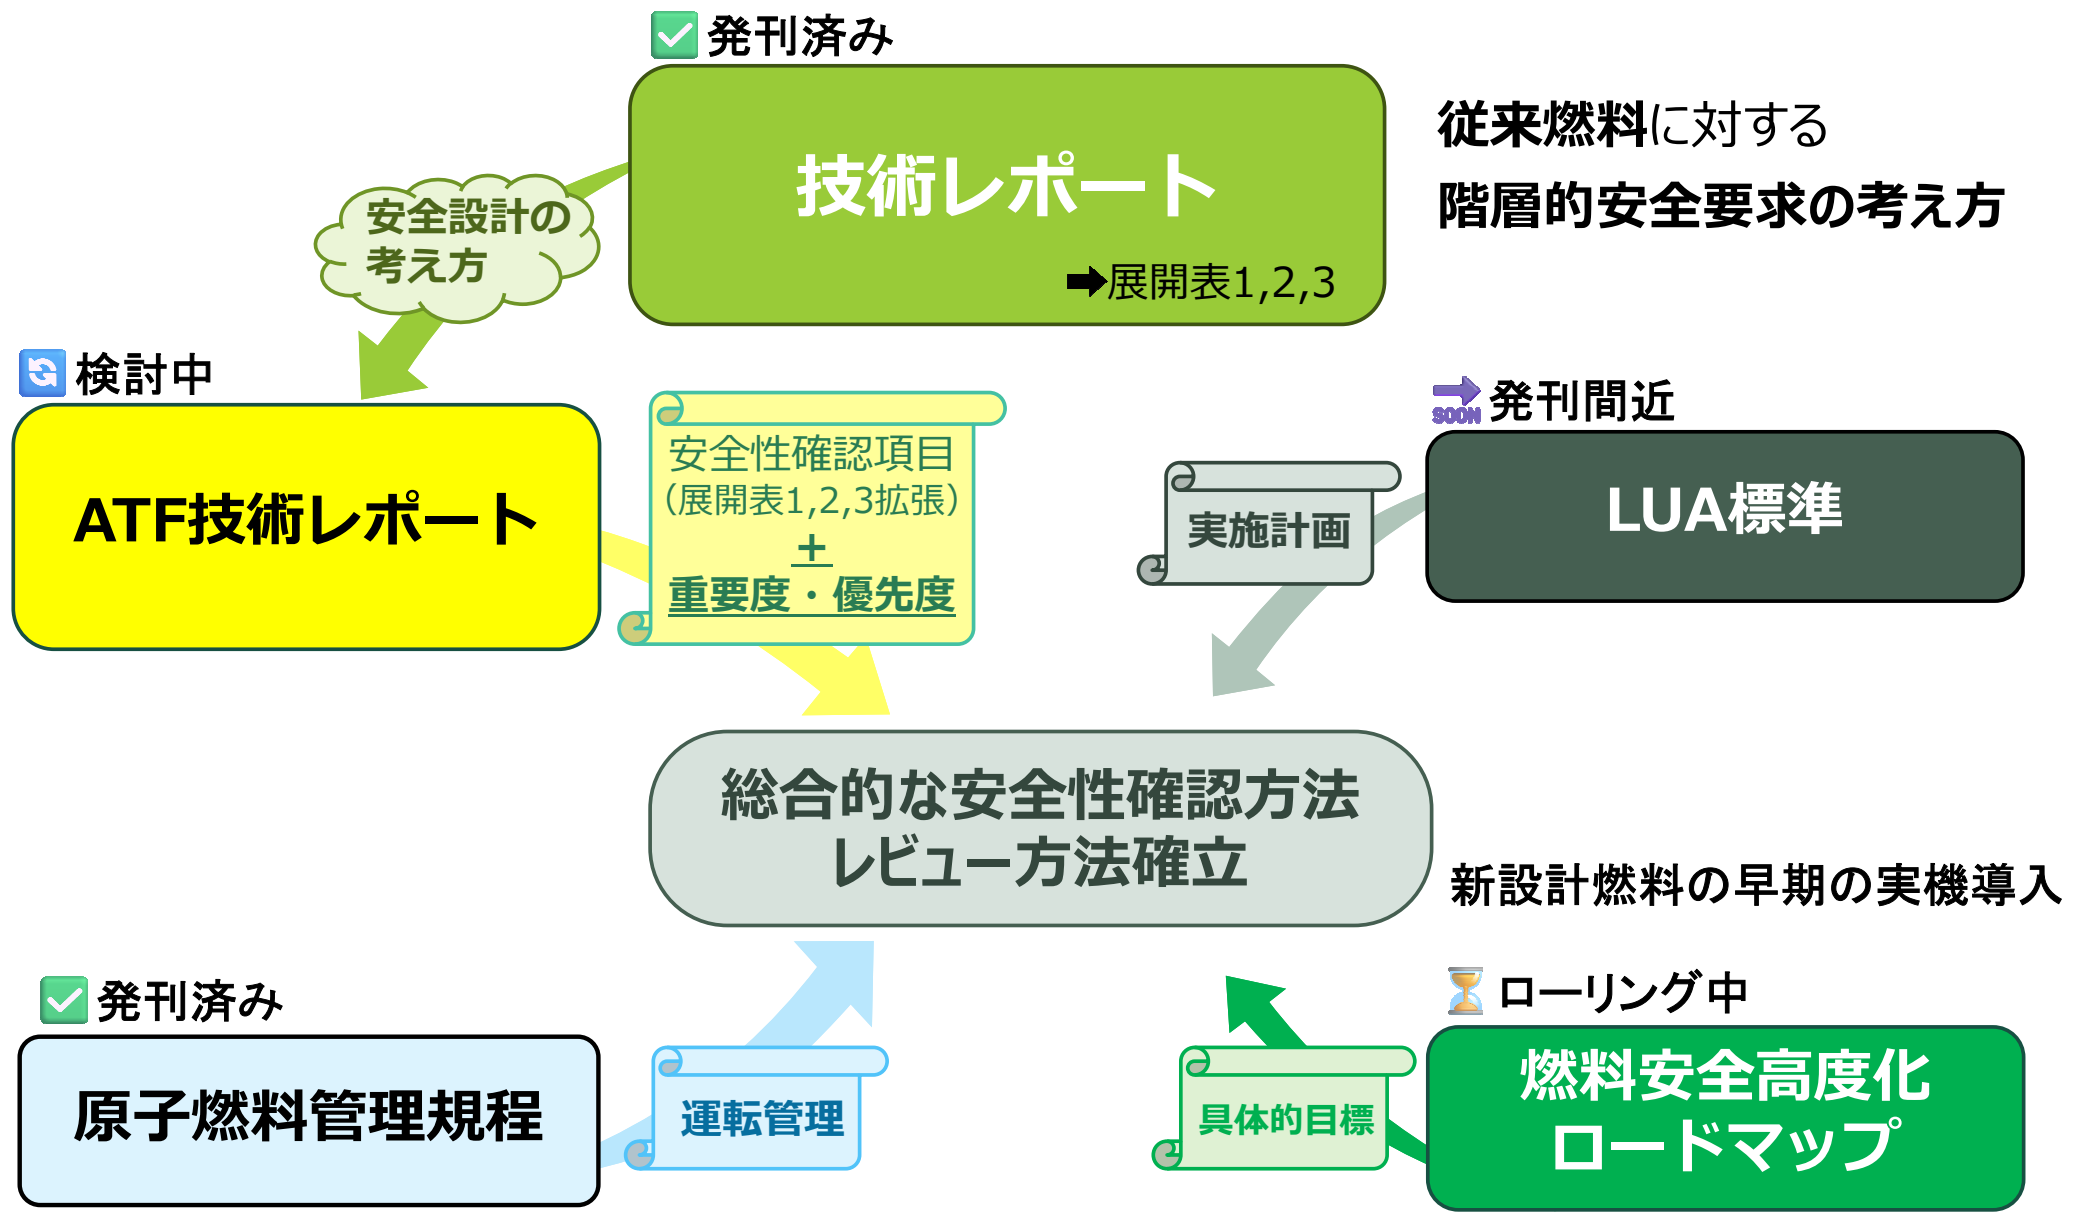 発刊済み
技術レポート
➡展開表1,2,3
従来燃料に対する
階層的安全要求の考え方
安全設計の
考え方
検討中
ATF技術レポート
安全性確認項目
（展開表1,2,3拡張）
＋
重要度・優先度
実施計画
SOON
発刊間近
LUA標準
総合的な安全性確認方法
レビュー方法確立
新設計燃料の早期の実機導入
発刊済み
原子燃料管理規程
運転管理
具体的目標
ローリング中
燃料安全高度化
ロードマップ